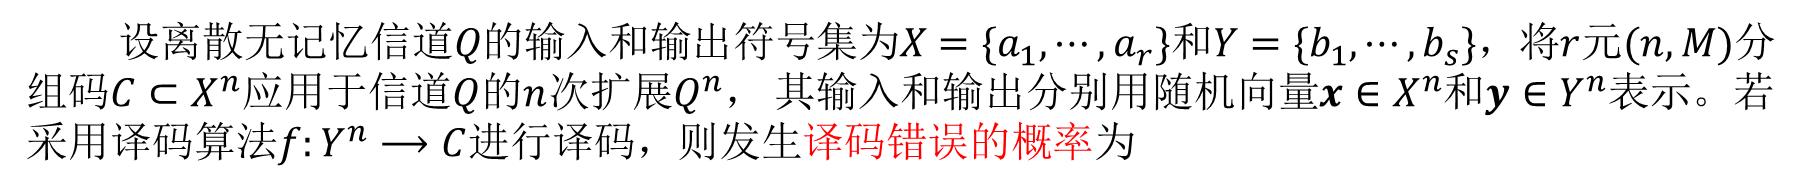 设离散无记忆信道Q的输入和输出符号集为X = {a₁, ⋯ , aᵣ}和Y = {b₁, ⋯ , bₛ}，将r元(n, M)分
组码C ⊂ Xⁿ应用于信道Q的n次扩展Qⁿ， 其输入和输出分别用随机向量x ∈ Xⁿ和y ∈ Yⁿ表示。若
采用译码算法f: Yⁿ ⟶ C进行译码，则发生译码错误的概率为